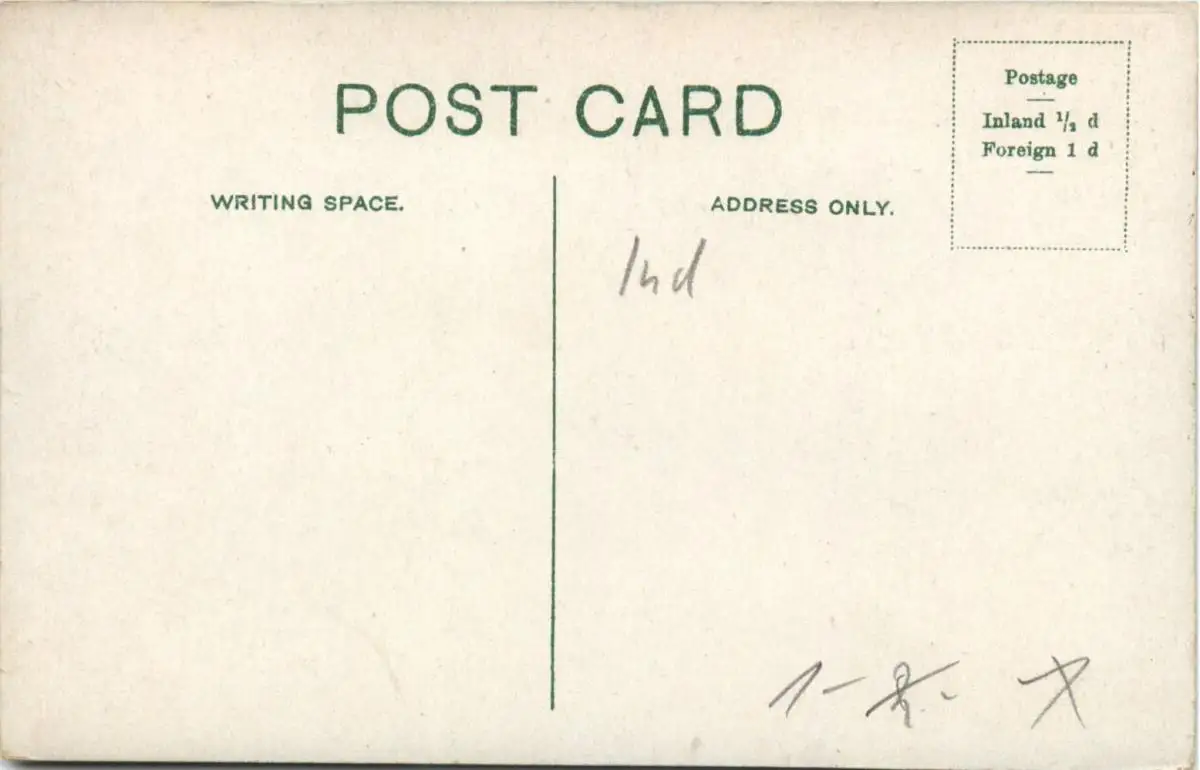 POST CARD
Postage
Inland 1/2 d
Foreign 1 d
WRITING SPACE.
ADDRESS ONLY.
Ind